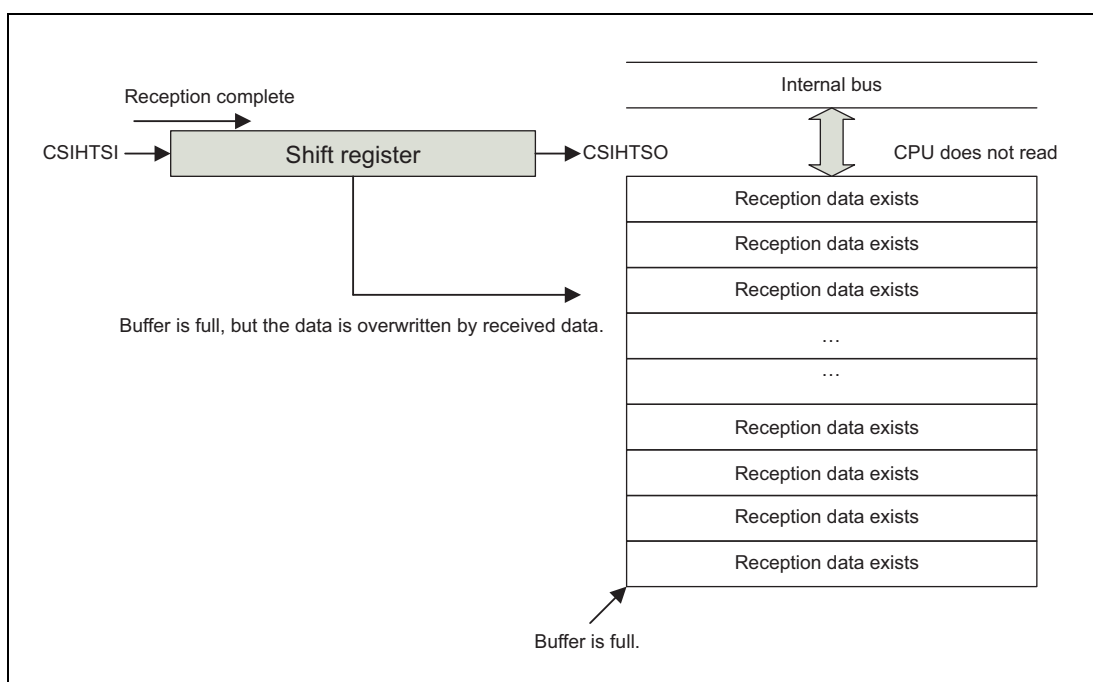 Internal bus
Reception complete
CSIHTSI
Shift register
CSIHTSO
CPU does not read
Reception data exists
Reception data exists
Reception data exists
Buffer is full, but the data is overwritten by received data.
…
…
Reception data exists
Reception data exists
Reception data exists
Reception data exists
Buffer is full.